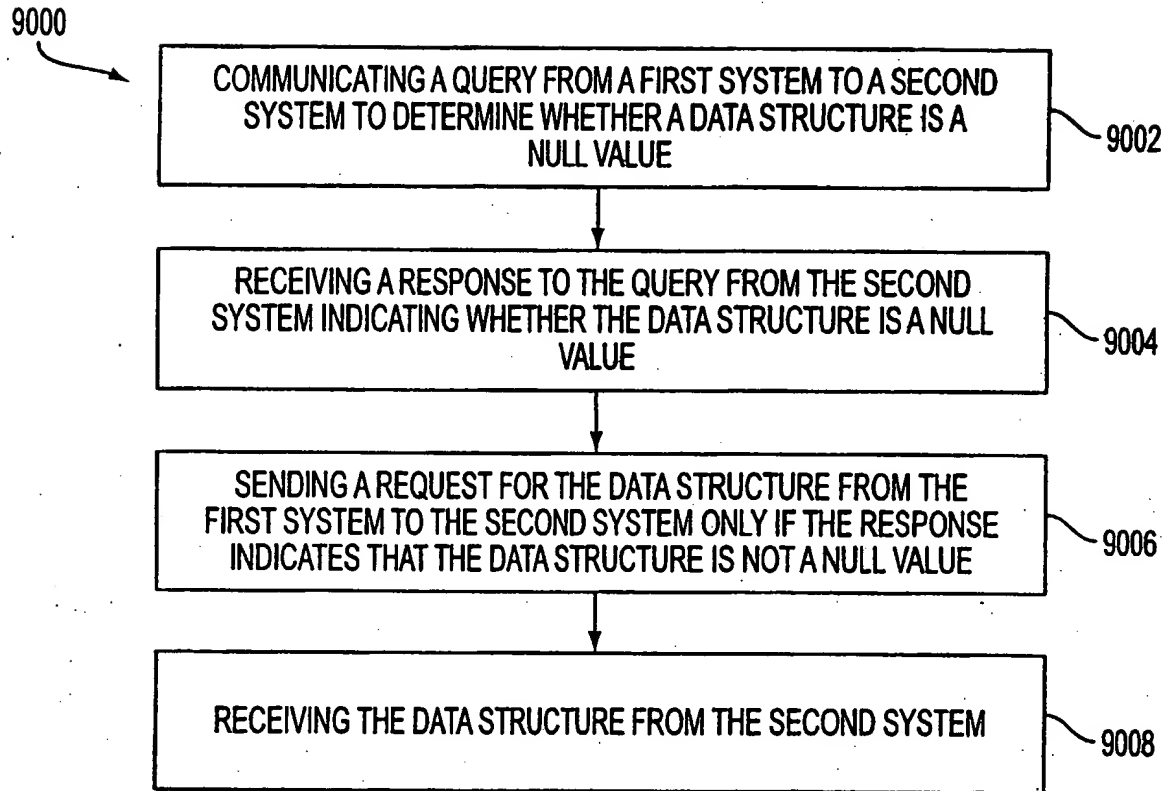 9000
COMMUNICATING A QUERY FROM A FIRST SYSTEM TO A SECOND
SYSTEM TO DETERMINE WHETHER A DATA STRUCTURE IS A
NULL VALUE
9002
RECEIVING A RESPONSE TO THE QUERY FROM THE SECOND
SYSTEM INDICATING WHETHER THE DATA STRUCTURE IS A NULL
VALUE
9004
SENDING A REQUEST FOR THE DATA STRUCTURE FROM THE
FIRST SYSTEM TO THE SECOND SYSTEM ONLY IF THE RESPONSE
INDICATES THAT THE DATA STRUCTURE IS NOT A NULL VALUE
9006
RECEIVING THE DATA STRUCTURE FROM THE SECOND SYSTEM
9008